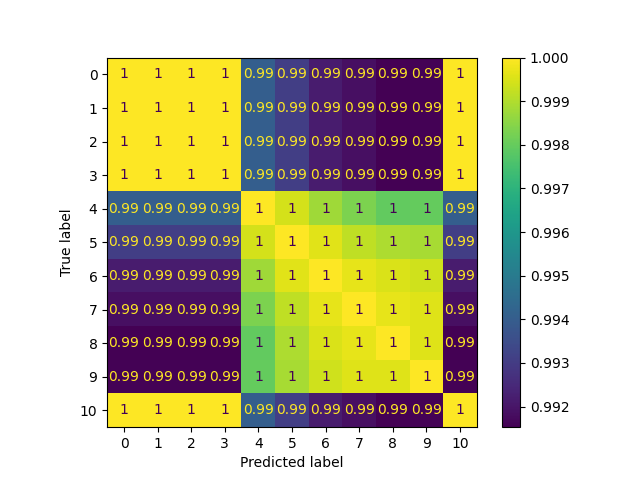 0 1 1 1 1 0.99 0.99 0.99 0.99 0.99 0.99 1
1 1 1 1 1 0.99 0.99 0.99 0.99 0.99 0.99 1
2 1 1 1 1 0.99 0.99 0.99 0.99 0.99 0.99 1
3 1 1 1 1 0.99 0.99 0.99 0.99 0.99 0.99 1
4 0.99 0.99 0.99 0.99 1 1 1 1 1 1 0.99
5 0.99 0.99 0.99 0.99 1 1 1 1 1 1 0.99
6 0.99 0.99 0.99 0.99 1 1 1 1 1 1 0.99
7 0.99 0.99 0.99 0.99 1 1 1 1 1 1 0.99
8 0.99 0.99 0.99 0.99 1 1 1 1 1 1 0.99
9 0.99 0.99 0.99 0.99 1 1 1 1 1 1 0.99
10 1 1 1 1 0.99 0.99 0.99 0.99 0.99 0.99 1
0 1 2 3 4 5 6 7 8 9 10
Predicted label
True label
1.000
0.999
0.998
0.997
0.996
0.995
0.994
0.993
0.992